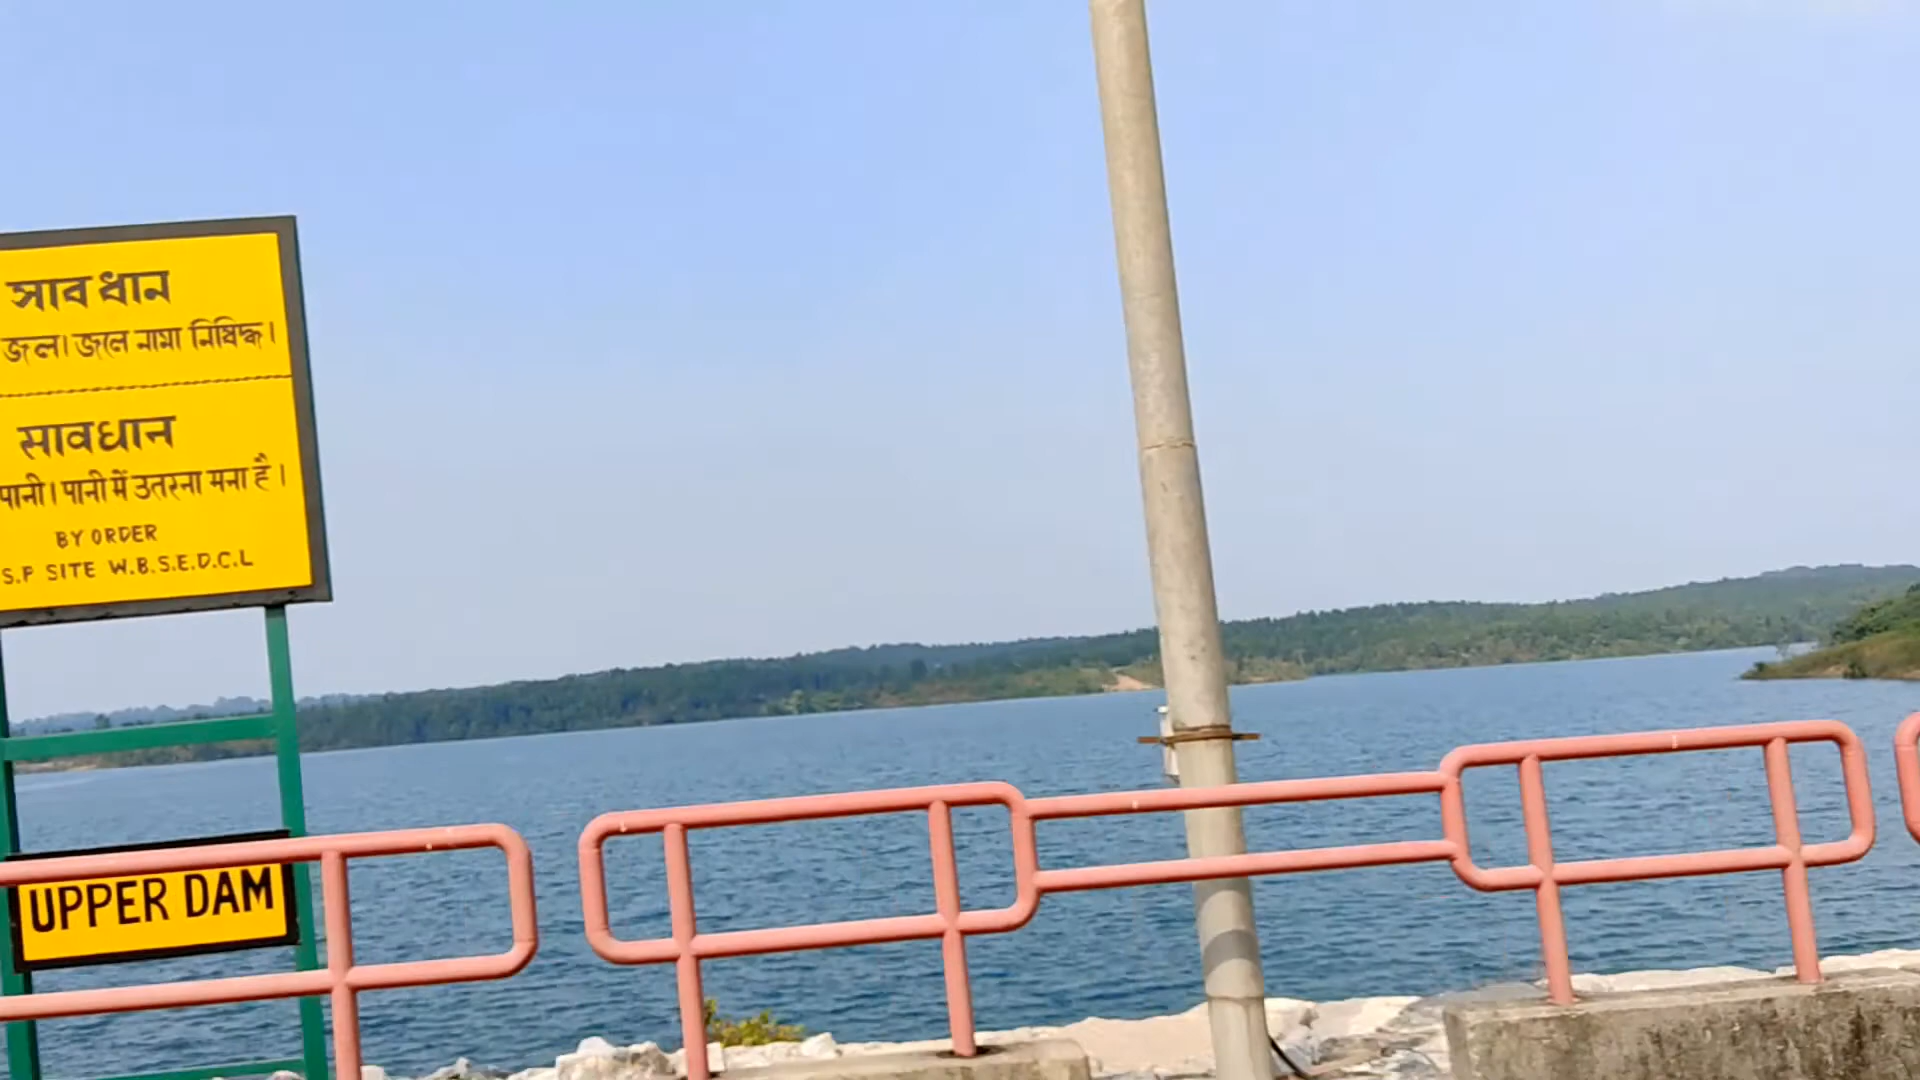 সাবধান
জল। জলে নামা নিষিদ্ধ।
सावधान
पानी। पानी में उतरना मना है।
BY ORDER
S.P SITE W.B.S.E.D.C.L
UPPER DAM